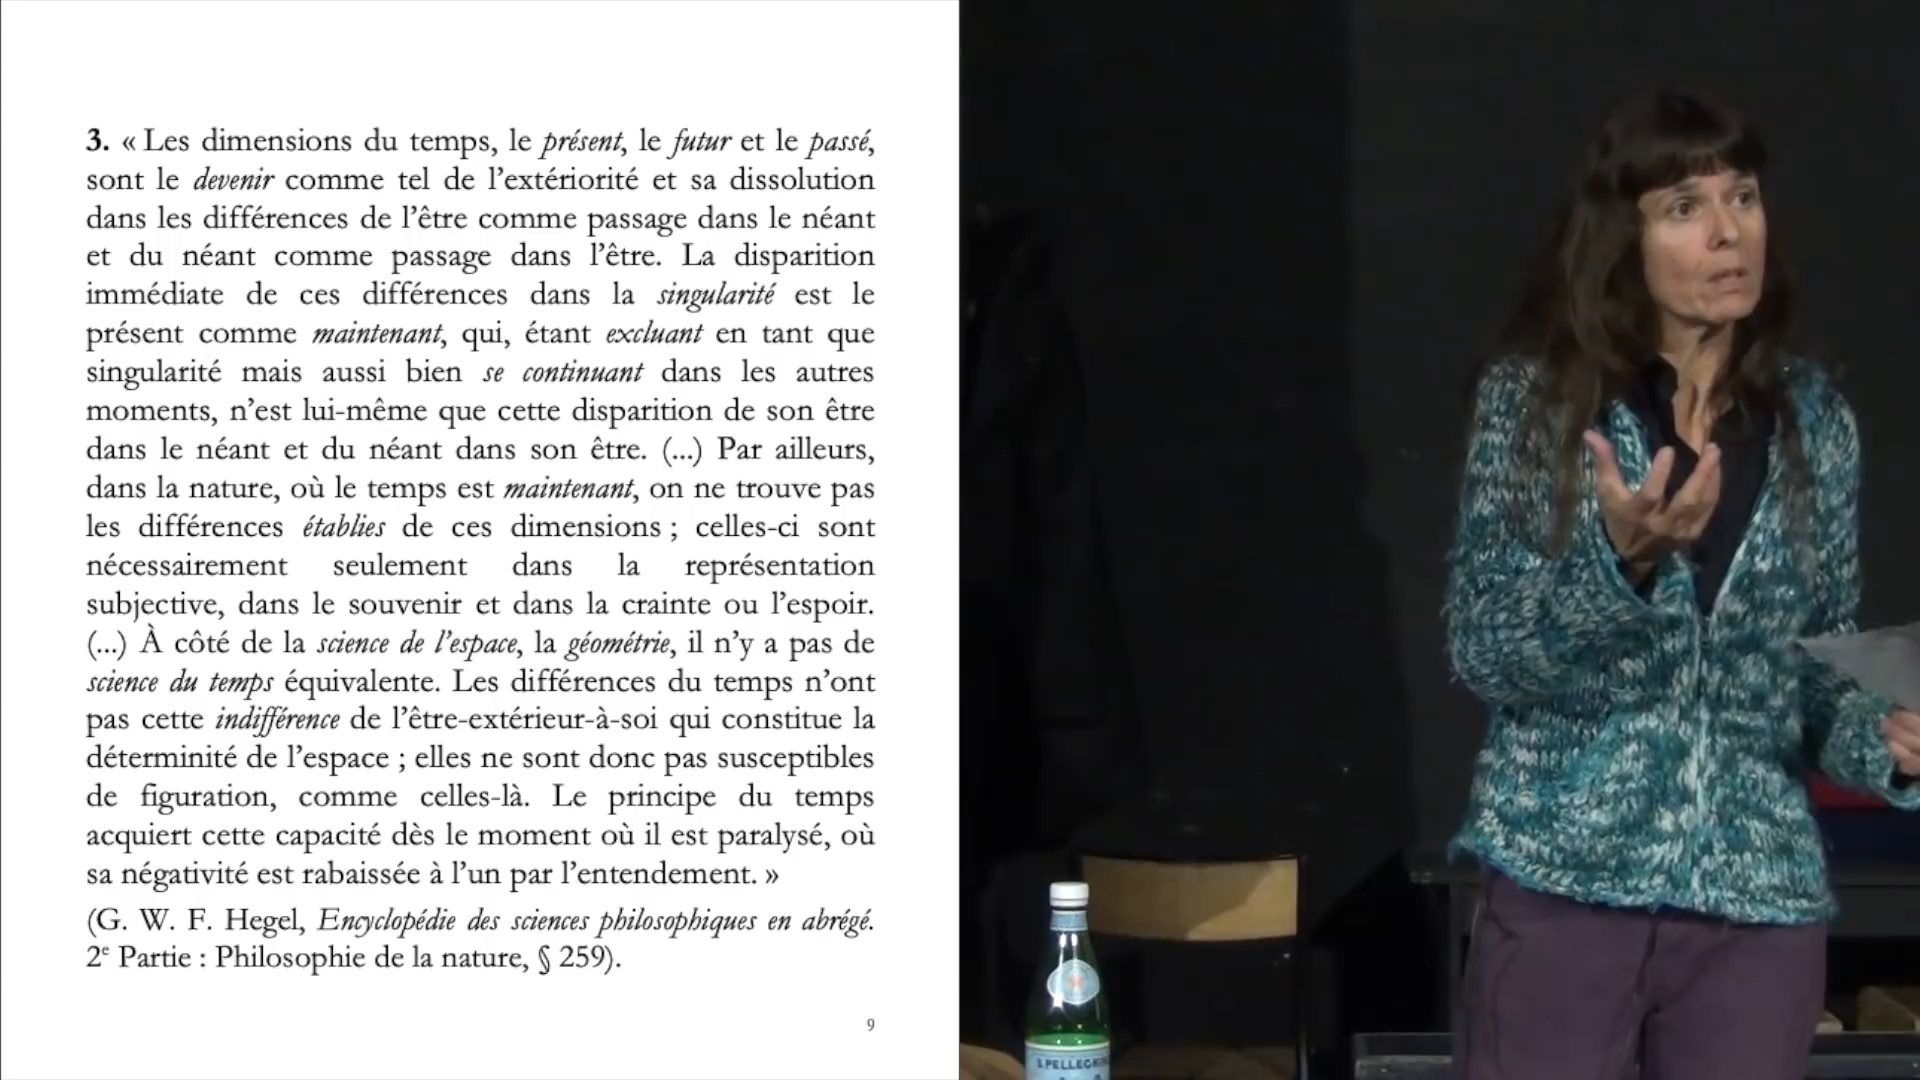 3. « Les dimensions du temps, le présent, le futur et le passé,
sont le devenir comme tel de l’extériorité et sa dissolution
dans les différences de l’être comme passage dans le néant
et du néant comme passage dans l’être. La disparition
immédiate de ces différences dans la singularité est le
présent comme maintenant, qui, étant excluant en tant que
singularité mais aussi bien se continuant dans les autres
moments, n’est lui-même que cette disparition de son être
dans le néant et du néant dans son être. (...) Par ailleurs,
dans la nature, où le temps est maintenant, on ne trouve pas
les différences établies de ces dimensions ; celles-ci sont
nécessairement seulement dans la représentation
subjective, dans le souvenir et dans la crainte ou l’espoir.
(...) À côté de la science de l’espace, la géométrie, il n’y a pas de
science du temps équivalente. Les différences du temps n’ont
pas cette indifférence de l’être-extérieur-à-soi qui constitue la
déterminité de l’espace ; elles ne sont donc pas susceptibles
de figuration, comme celles-là. Le principe du temps
acquiert cette capacité dès le moment où il est paralysé, où
sa négativité est rabaissée à l’un par l’entendement. »
(G. W. F. Hegel, Encyclopédie des sciences philosophiques en abrégé.
2e Partie : Philosophie de la nature, § 259).
9
S.PELLEGRINO